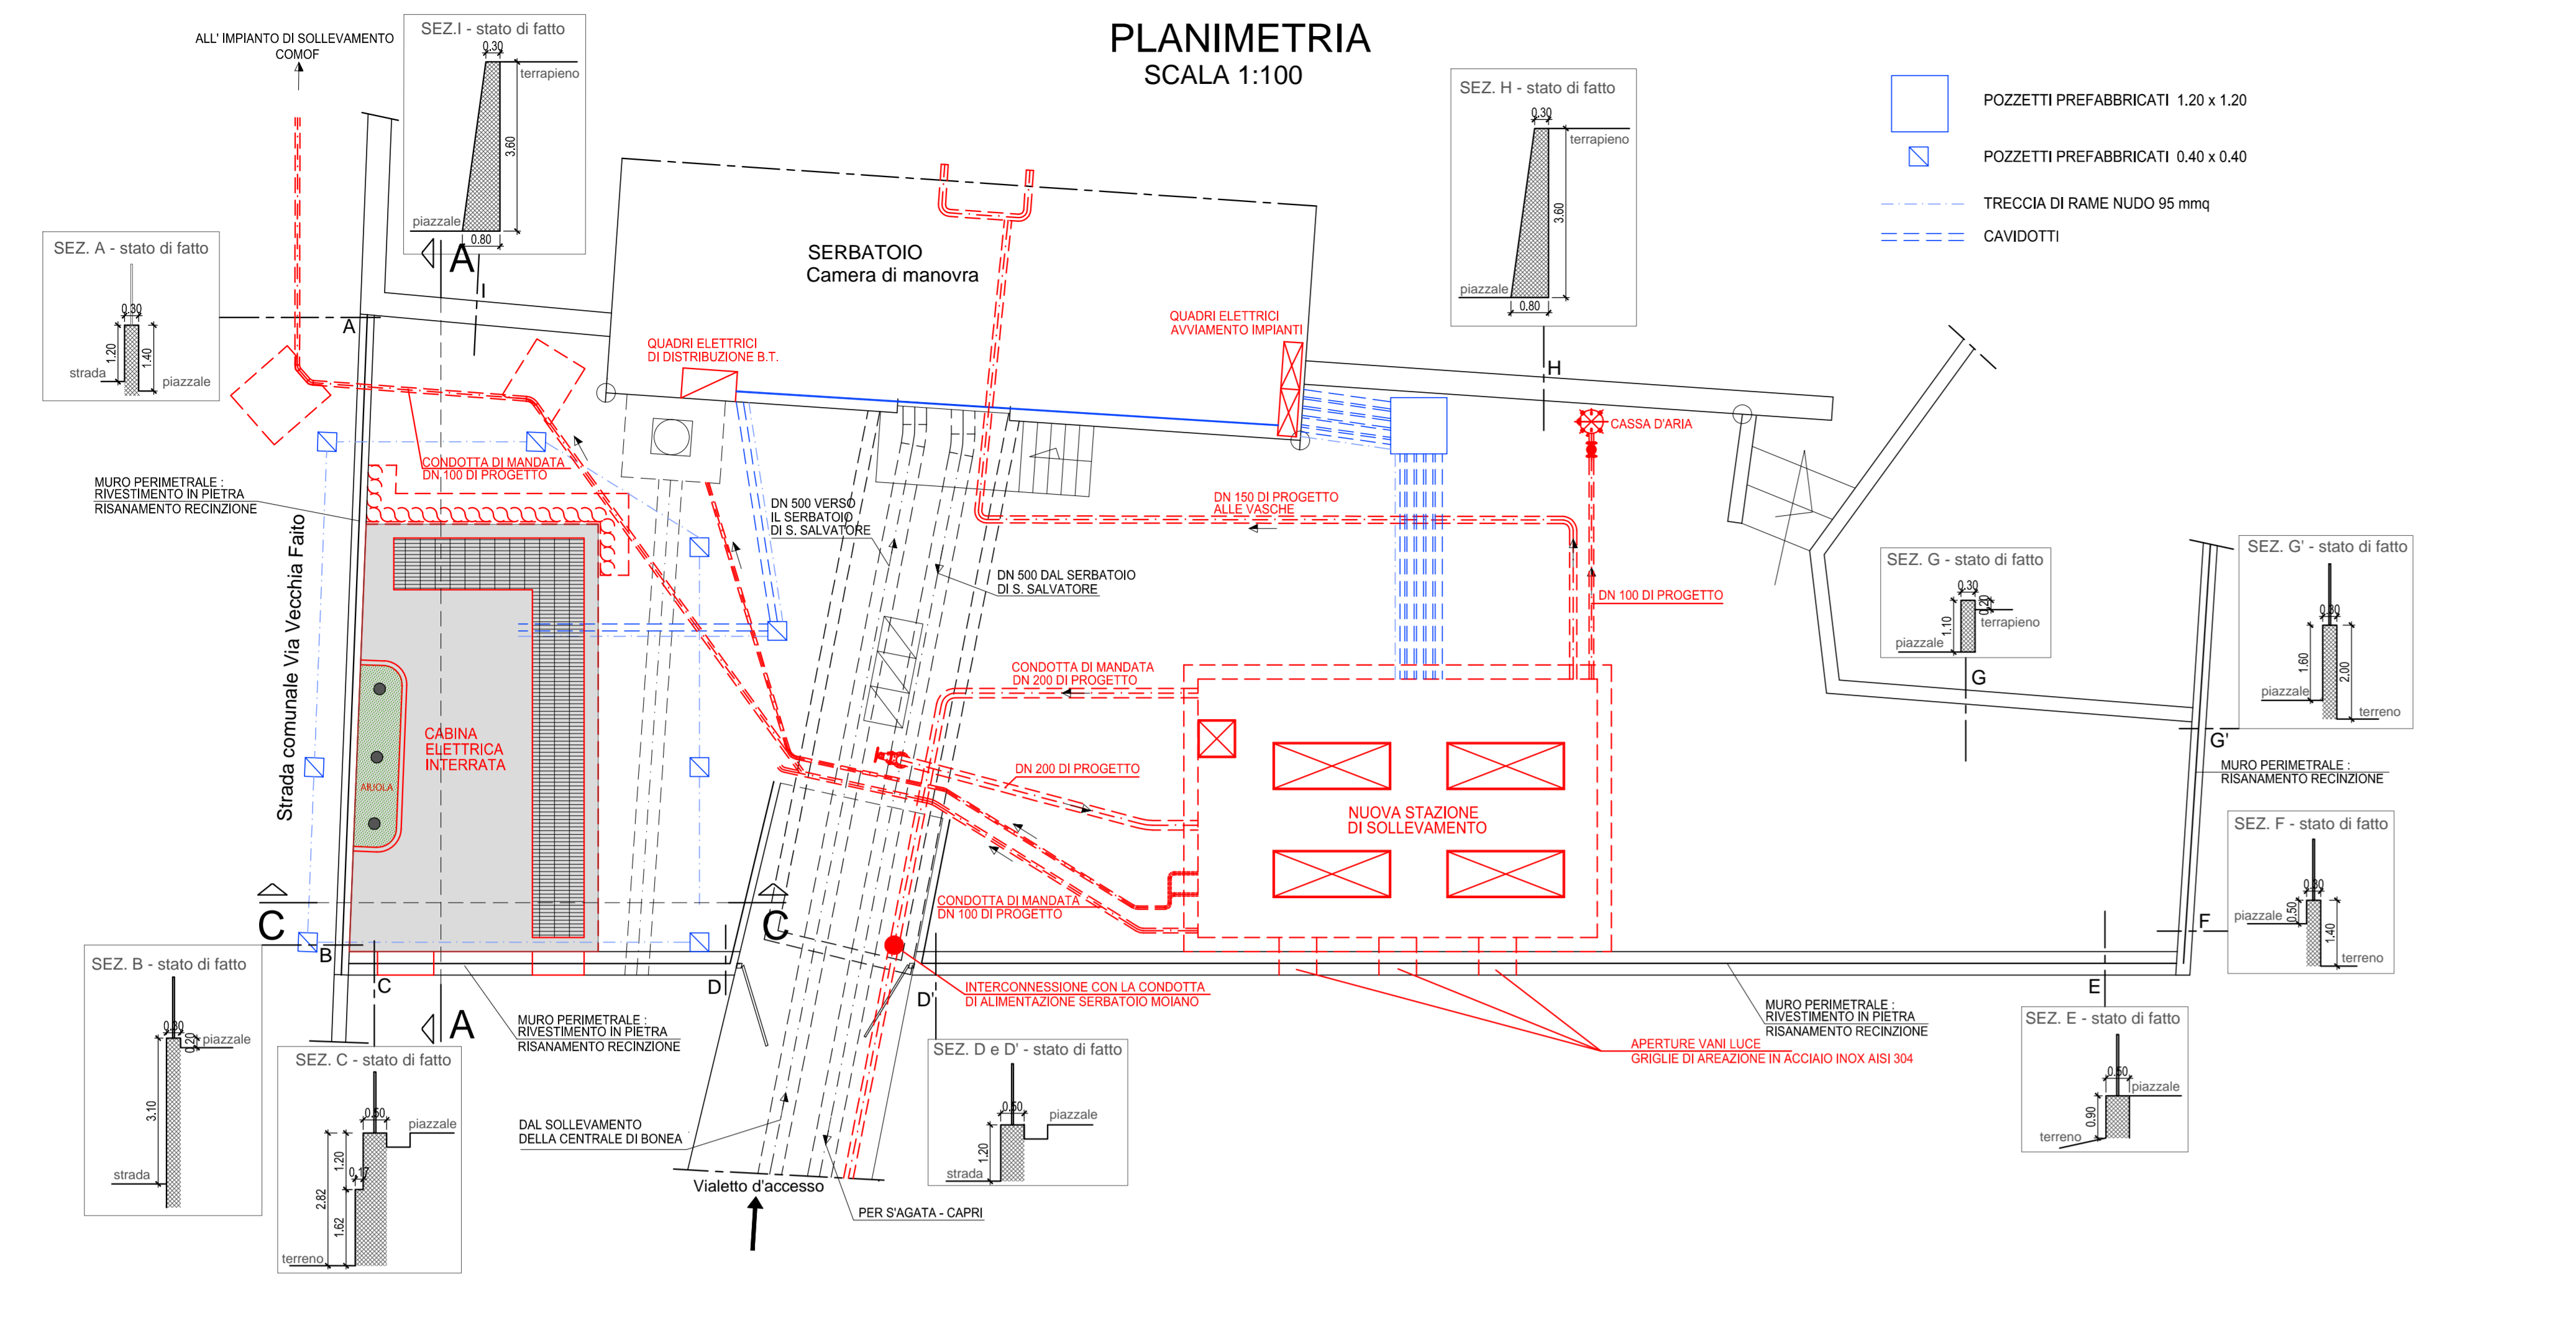 PLANIMETRIA
SCALA 1:100
ALL' IMPIANTO DI SOLLEVAMENTO
COMOF
SEZ.I - stato di fatto
0.30
terrapieno
3.60
piazzale
0.80
A
I
SEZ. H - stato di fatto
0.30
terrapieno
3.60
piazzale
0.80
H
POZZETTI PREFABBRICATI 1.20 x 1.20
POZZETTI PREFABBRICATI 0.40 x 0.40
TRECCIA DI RAME NUDO 95 mmq
CAVIDOTTI
SEZ. A - stato di fatto
0.30
1.20
1.40
strada
piazzale
A
SERBATOIO
Camera di manovra
QUADRI ELETTRICI
DI DISTRIBUZIONE B.T.
QUADRI ELETTRICI
AVVIAMENTO IMPIANTI
CASSA D'ARIA
CONDOTTA DI MANDATA
DN 100 DI PROGETTO
MURO PERIMETRALE :
RIVESTIMENTO IN PIETRA
RISANAMENTO RECINZIONE
Strada comunale Via Vecchia Faito
DN 500 VERSO
IL SERBATOIO
DI S. SALVATORE
DN 150 DI PROGETTO
ALLE VASCHE
DN 500 DAL SERBATOIO
DI S. SALVATORE
DN 100 DI PROGETTO
SEZ. G - stato di fatto
0.30
0.20
1.10
terrapieno
piazzale
G
SEZ. G' - stato di fatto
0.30
1.60
2.00
piazzale
terreno
G'
CONDOTTA DI MANDATA
DN 200 DI PROGETTO
CABINA
ELETTRICA
INTERRATA
AIUOLA
DN 200 DI PROGETTO
NUOVA STAZIONE
DI SOLLEVAMENTO
MURO PERIMETRALE :
RISANAMENTO RECINZIONE
SEZ. F - stato di fatto
0.30
0.50
1.40
piazzale
terreno
F
CONDOTTA DI MANDATA
DN 100 DI PROGETTO
C
C
B
C
D
D'
E
A
SEZ. B - stato di fatto
0.30
0.20
piazzale
3.10
strada
SEZ. C - stato di fatto
0.50
piazzale
1.20
0.17
2.82
1.62
terreno
MURO PERIMETRALE :
RIVESTIMENTO IN PIETRA
RISANAMENTO RECINZIONE
INTERCONNESSIONE CON LA CONDOTTA
DI ALIMENTAZIONE SERBATOIO MOIANO
SEZ. D e D' - stato di fatto
0.50
piazzale
1.20
strada
MURO PERIMETRALE :
RIVESTIMENTO IN PIETRA
RISANAMENTO RECINZIONE
APERTURE VANI LUCE
GRIGLIE DI AREAZIONE IN ACCIAIO INOX AISI 304
SEZ. E - stato di fatto
0.50
piazzale
0.90
terreno
DAL SOLLEVAMENTO
DELLA CENTRALE DI BONEA
Vialetto d'accesso
PER S'AGATA - CAPRI